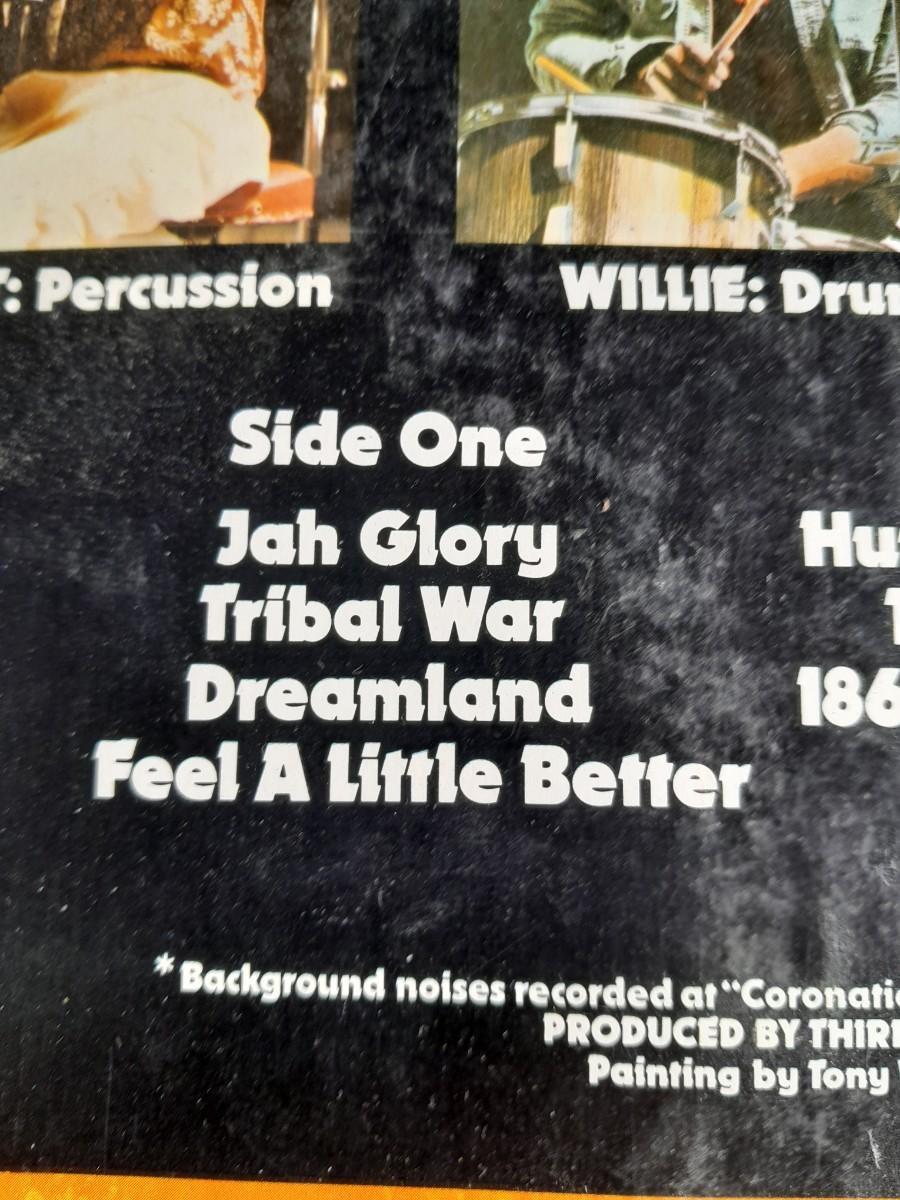 : Percussion
WILLIE: Dru
Side One
Jah Glory
Tribal War
Dreamland
Feel A Little Better
Hu
186
* Background noises recorded at "Coronati
PRODUCED BY THIR
Painting by Tony